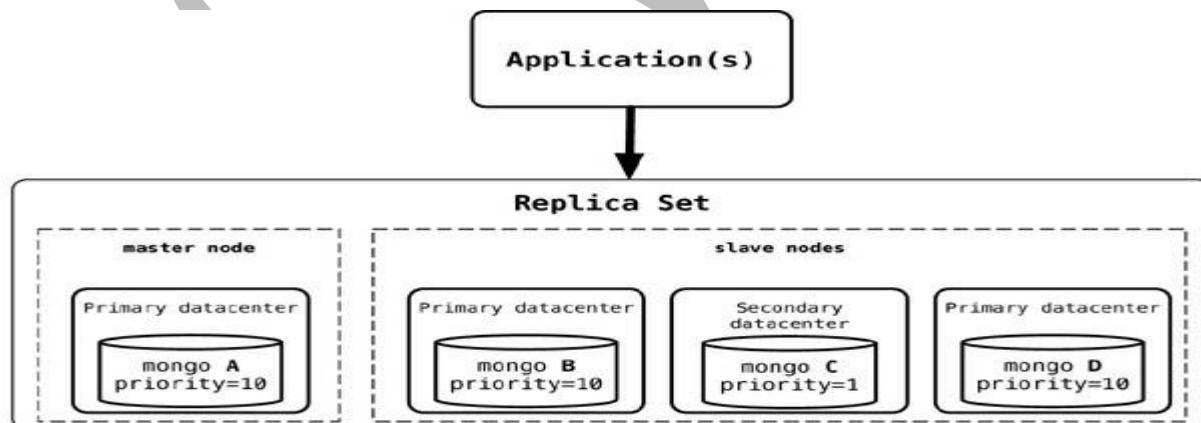 Application(s)
Replica Set
master node
slave nodes
Primary datacenter
mongo A
priority=10
Primary datacenter
mongo B
priority=10
Secondary
datacenter
mongo C
priority=1
Primary datacenter
mongo D
priority=10